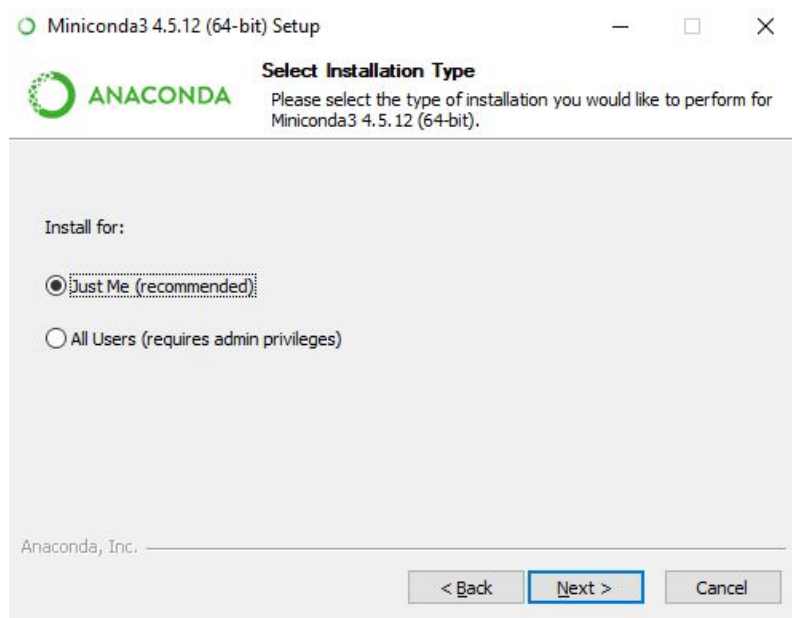 Miniconda3 4.5.12 (64-bit) Setup
ANACONDA
Select Installation Type
Please select the type of installation you would like to perform for
Miniconda3 4.5.12 (64-bit).
Install for:
Just Me (recommended)
All Users (requires admin privileges)
Anaconda, Inc.
< Back Next > Cancel